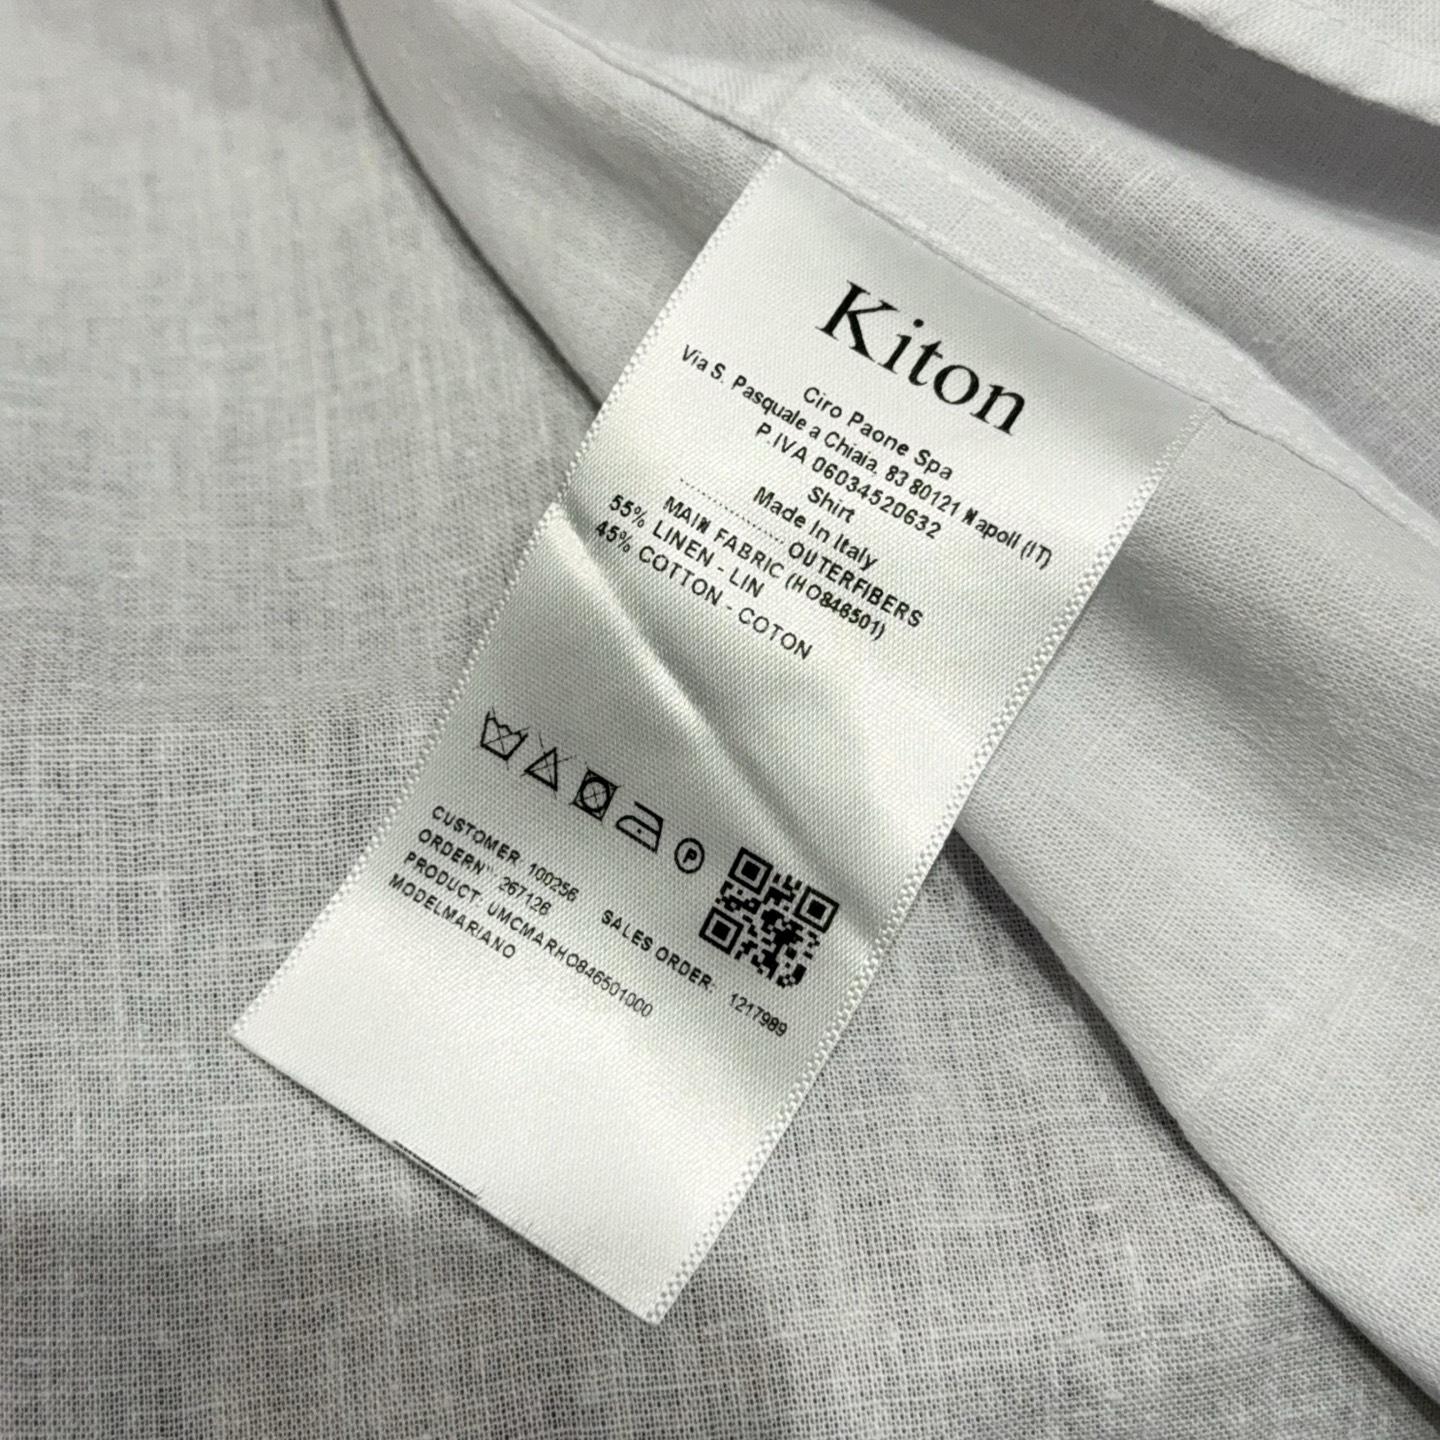 Kiton
Ciro Paone Spa
Via S. Pasquale a Chiaia, 83 80121 Napoli (IT)
P.IVA 06034520632
Shirt
Made In Italy
.................... OUTERFIBERS
MAIN FABRIC (HO846501)
55% LINEN - LIN
45% COTTON - COTON
P
CUSTOMER 100256
ORDERN° 267126 SALES ORDER: 1217989
PRODUCT. UMCMARHO846501000
MODELMARIANO